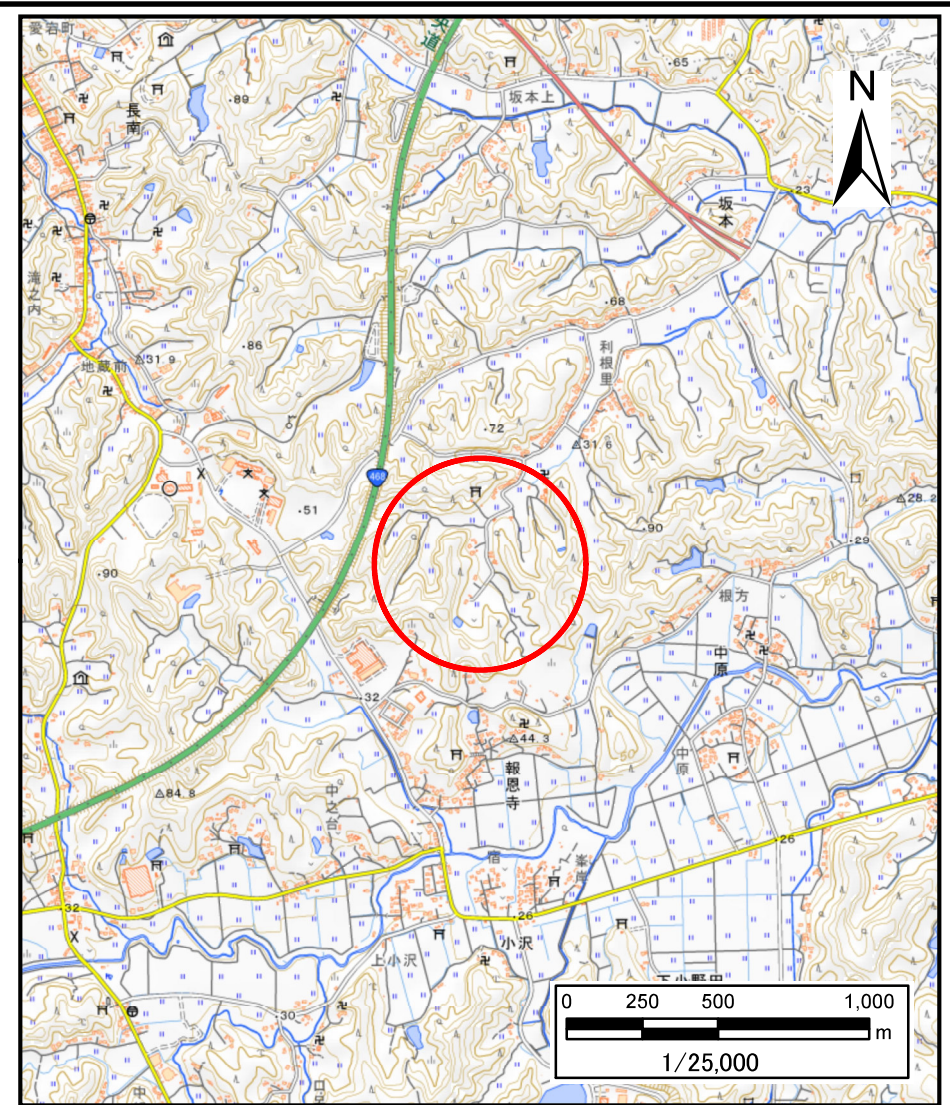 愛宕町
道
・65
坂本上
・89
長南
N
・23
坂本
滝之内
・68
・86
△31.9
利根里
地蔵前
・72
△31.6
468
・51
・90
△28.2
・29
・90
根方
中原
・32
△44.3
中原
報恩寺
△84.8
中之台
・26
宿
峯岸
・32
・26
小沢
上小沢
下小野田
・30
中
0 250 500 1,000
m
1/25,000